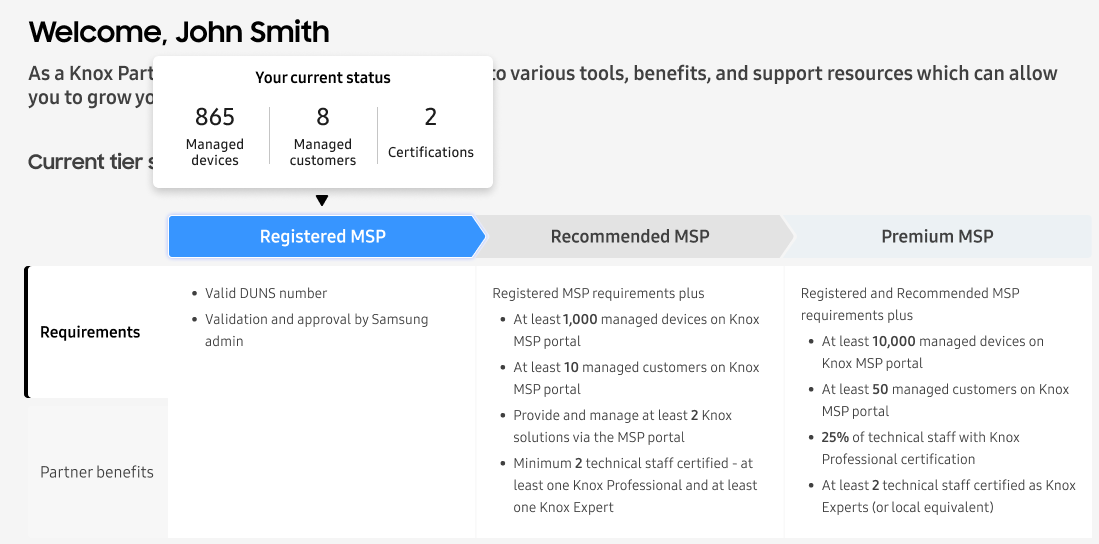 Welcome, John Smith
As a Knox Part
to various tools, benefits, and support resources which can allow
you to grow yo
Your current status
865
8
2
Managed
devices
Managed
customers
Certifications
Current tier s
Registered MSP
Recommended MSP
Premium MSP
Requirements
• Valid DUNS number
• Validation and approval by Samsung
admin
Registered MSP requirements plus
• At least 1,000 managed devices on Knox
MSP portal
• At least 10 managed customers on Knox
MSP portal
• Provide and manage at least 2 Knox
solutions via the MSP portal
• Minimum 2 technical staff certified - at
least one Knox Professional and at least
one Knox Expert
Registered and Recommended MSP
requirements plus
• At least 10,000 managed devices on
Knox MSP portal
• At least 50 managed customers on Knox
MSP portal
• 25% of technical staff with Knox
Professional certification
• At least 2 technical staff certified as Knox
Experts (or local equivalent)
Partner benefits